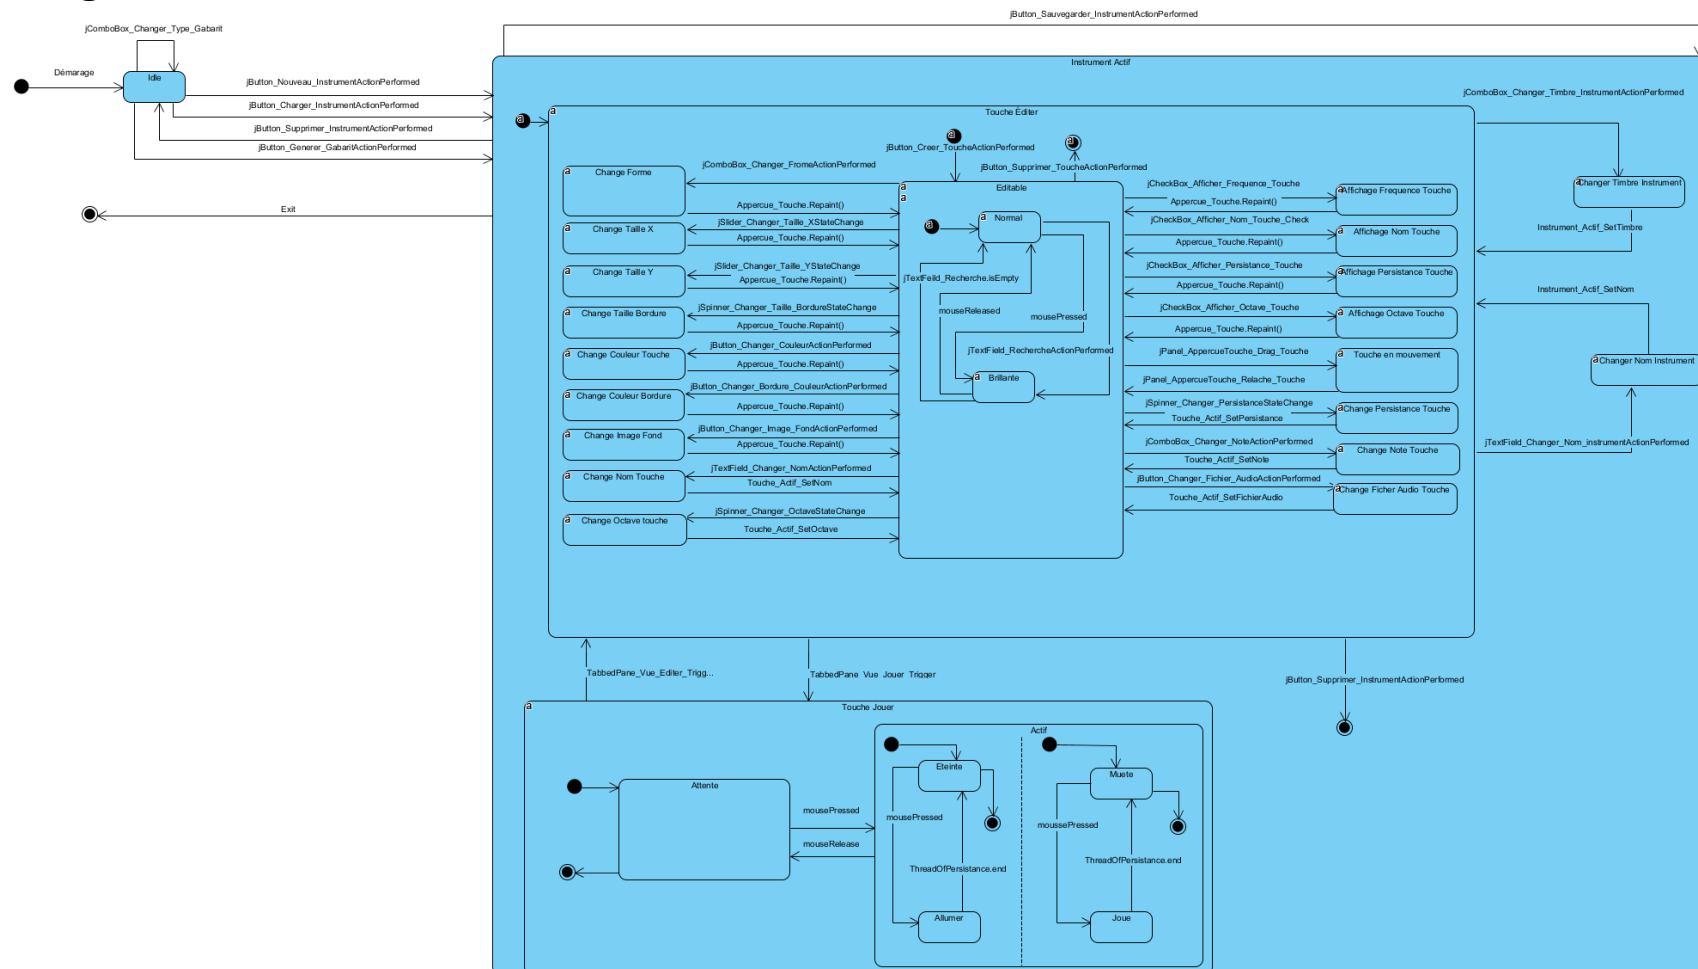 jButton_Sauvegarder_InstrumentActionPerformed
jComboBox_Changer_Type_Gabarit
Démarage
Idle
jButton_Nouveau_InstrumentActionPerformed
jButton_Charger_InstrumentActionPerformed
jButton_Supprimer_InstrumentActionPerformed
jButton_Generer_GabaritActionPerformed
Exit
Instrument Actif
jComboBox_Changer_Timbre_InstrumentActionPerformed
a
a
Touche Éditer
a
jButton_Creer_ToucheActionPerformed
a
jButton_Supprimer_ToucheActionPerformed
a
Change Forme
jComboBox_Changer_FromeActionPerformed
Appercue_Touche.Repaint()
a
Change Taille X
jSlider_Changer_Taille_XStateChange
Appercue_Touche.Repaint()
a
Change Taille Y
jSlider_Changer_Taille_YStateChange
Appercue_Touche.Repaint()
a
Change Taille Bordure
jSpinner_Changer_Taille_BordureStateChange
Appercue_Touche.Repaint()
a
Change Couleur Touche
jButton_Changer_CouleurActionPerformed
Appercue_Touche.Repaint()
a
Change Couleur Bordure
jButton_Changer_Bordure_CouleurActionPerformed
Appercue_Touche.Repaint()
a
Change Image Fond
jButton_Changer_Image_FondActionPerformed
Appercue_Touche.Repaint()
a
Change Nom Touche
jTextField_Changer_NomActionPerformed
Touche_Actif_SetNom
a
Change Octave touche
jSpinner_Changer_OctaveStateChange
Touche_Actif_SetOctave
a
a
Editable
a
a
Normal
jTextFeild_Recherche.isEmpty
mouseReleased
mousePressed
jTextField_RechercheActionPerformed
a
Brillante
jCheckBox_Afficher_Frequence_Touche
Appercue_Touche.Repaint()
a
Affichage Frequence Touche
jCheckBox_Afficher_Nom_Touche_Check
Appercue_Touche.Repaint()
a
Affichage Nom Touche
jCheckBox_Afficher_Persistance_Touche
Appercue_Touche.Repaint()
a
Affichage Persistance Touche
jCheckBox_Afficher_Octave_Touche
Appercue_Touche.Repaint()
a
Affichage Octave Touche
jPanel_AppercueTouche_Drag_Touche
jPanel_AppercueTouche_Relache_Touche
a
Touche en mouvement
jSpinner_Changer_PersistanceStateChange
Touche_Actif_SetPersistance
a
Change Persistance Touche
jComboBox_Changer_NoteActionPerformed
Touche_Actif_SetNote
a
Change Note Touche
jButton_Changer_Fichier_AudioActionPerformed
Touche_Actif_SetFichierAudio
a
Change Ficher Audio Touche
a
Changer Timbre Instrument
Instrument_Actif_SetTimbre
Instrument_Actif_SetNom
a
Changer Nom Instrument
jTextField_Changer_Nom_instrumentActionPerformed
TabbedPane_Vue_Editer_Trigg...
TabbedPane_Vue_Jouer_Trigger
jButton_Supprimer_InstrumentActionPerformed
a
Touche Jouer
Attente
mousePressed
mouseRelease
Actif
Eteinte
mousePressed
ThreadOfPersistance.end
Allumer
Muete
moussePressed
ThreadOfPersistance.end
Joue